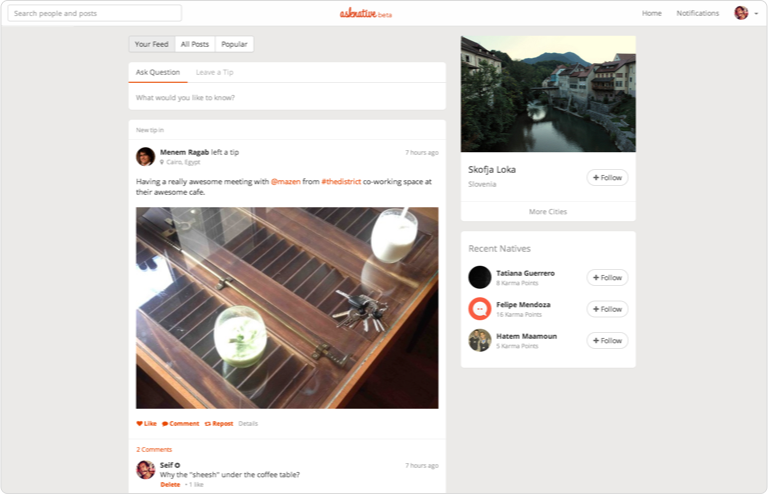 Search people and posts
asknative beta
Home
Notifications
Your Feed
All Posts
Popular
Ask Question
Leave a Tip
What would you like to know?
New tip in
Menem Ragab left a tip
7 hours ago
Cairo, Egypt
Having a really awesome meeting with @mazen from #thedistrict co-working space at
their awesome cafe.
Like
Comment
Repost
Details
2 Comments
Seif O
7 hours ago
Why the "sheesh" under the coffee table?
Delete • 1 like
Skofja Loka
Slovenia
+ Follow
More Cities
Recent Natives
Tatiana Guerrero
8 Karma Points
+ Follow
Felipe Mendoza
16 Karma Points
+ Follow
Hatem Maamoun
5 Karma Points
+ Follow